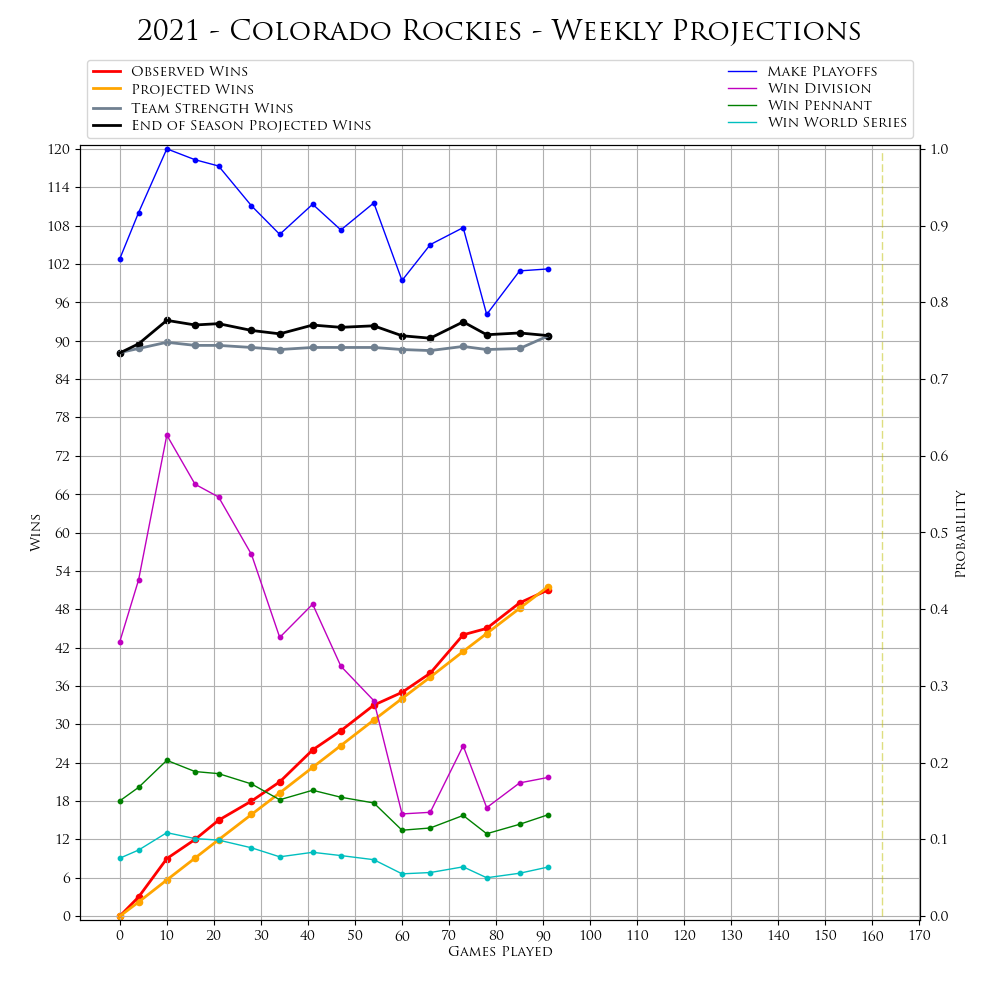 2021 - Colorado Rockies - Weekly Projections
Observed Wins
Projected Wins
Team Strength Wins
End of Season Projected Wins
Make Playoffs
Win Division
Win Pennant
Win World Series
120
114
108
102
96
90
84
78
72
66
60
54
48
42
36
30
24
18
12
6
0
Wins
1.0
0.9
0.8
0.7
0.6
0.5
0.4
0.3
0.2
0.1
0.0
Probability
0 10 20 30 40 50 60 70 80 90 100 110 120 130 140 150 160 170
Games Played